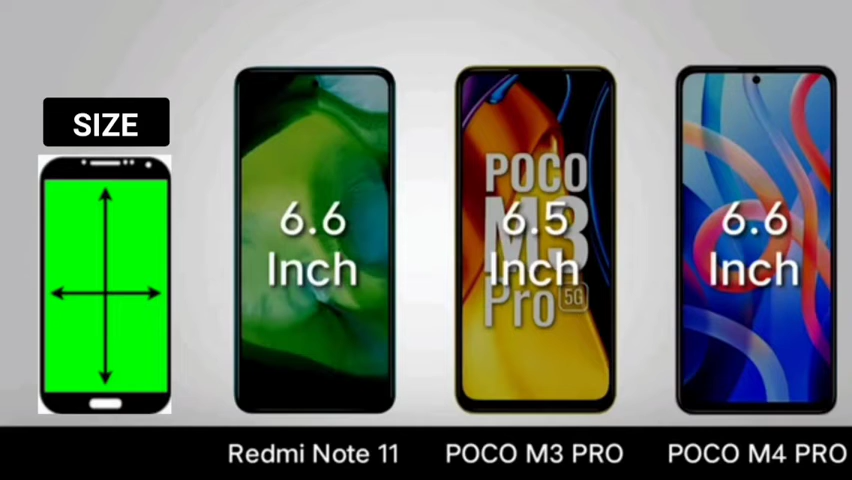 SIZE
6.6
Inch
POCO
M3
Pro 5G
6.5
Inch
6.6
Inch
Redmi Note 11
POCO M3 PRO
POCO M4 PRO